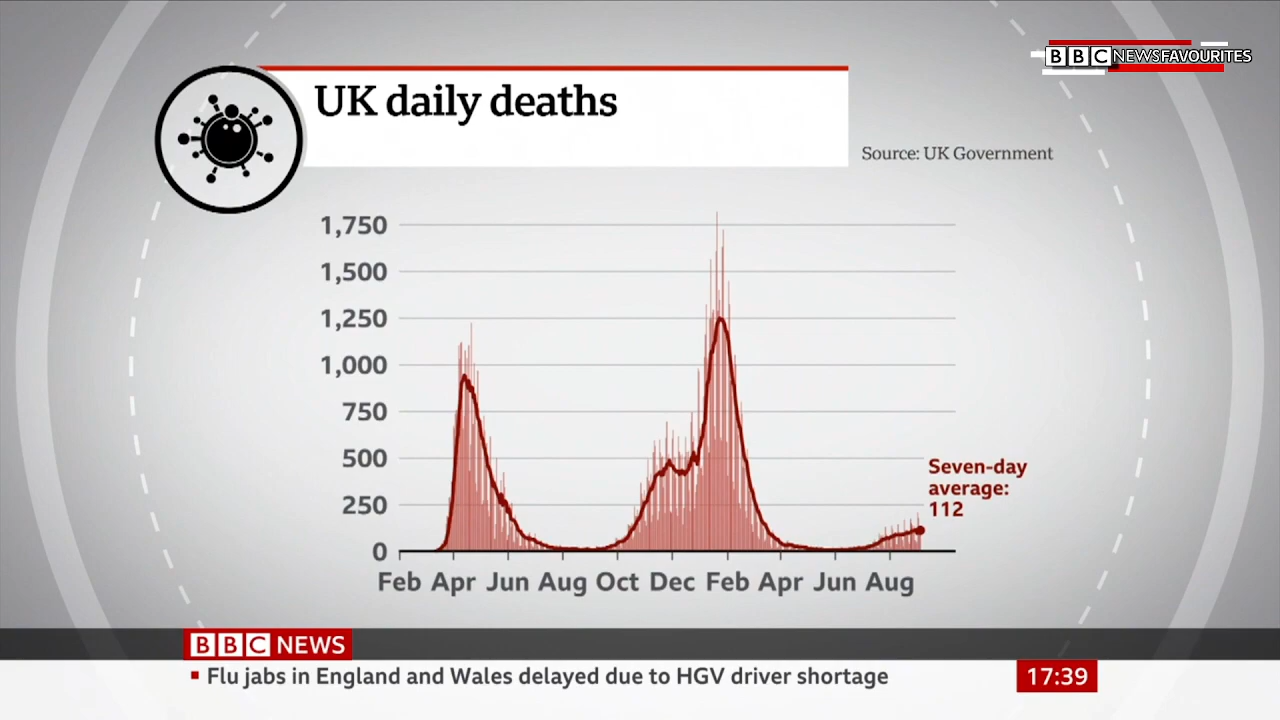 BBC NEWS FAVOURITES
UK daily deaths
Source: UK Government
1,750
1,500
1,250
1,000
750
500
250
0
Seven-day
average:
112
Feb Apr Jun Aug Oct Dec Feb Apr Jun Aug
BBC NEWS
Flu jabs in England and Wales delayed due to HGV driver shortage
17:39